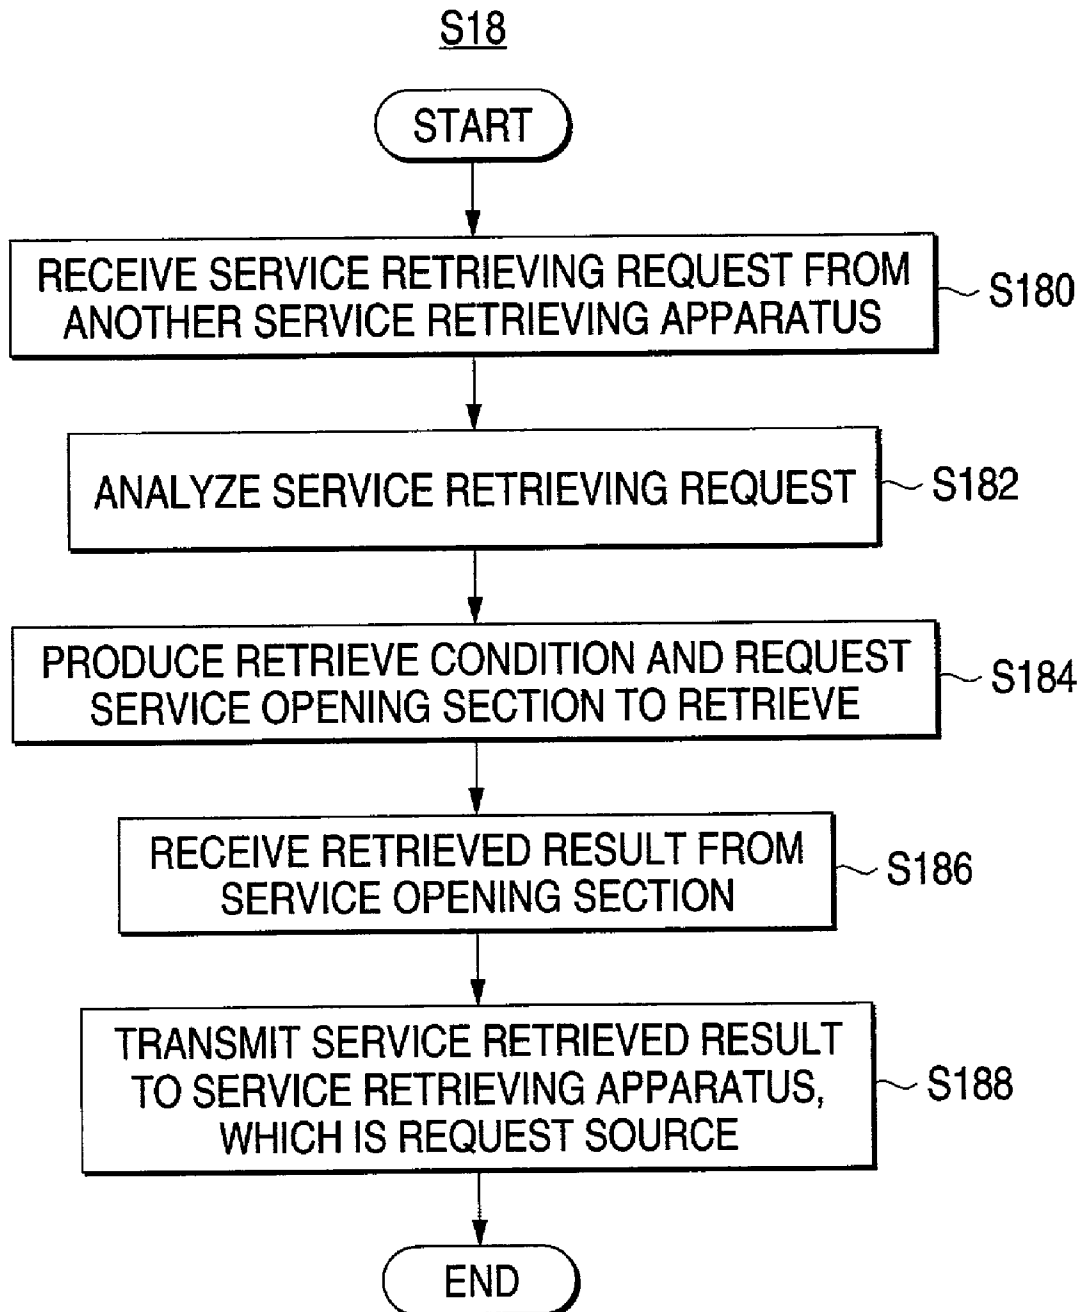 S18
START
RECEIVE SERVICE RETRIEVING REQUEST FROM
ANOTHER SERVICE RETRIEVING APPARATUS
S180
ANALYZE SERVICE RETRIEVING REQUEST
S182
PRODUCE RETRIEVE CONDITION AND REQUEST
SERVICE OPENING SECTION TO RETRIEVE
S184
RECEIVE RETRIEVED RESULT FROM
SERVICE OPENING SECTION
S186
TRANSMIT SERVICE RETRIEVED RESULT
TO SERVICE RETRIEVING APPARATUS,
WHICH IS REQUEST SOURCE
S188
END